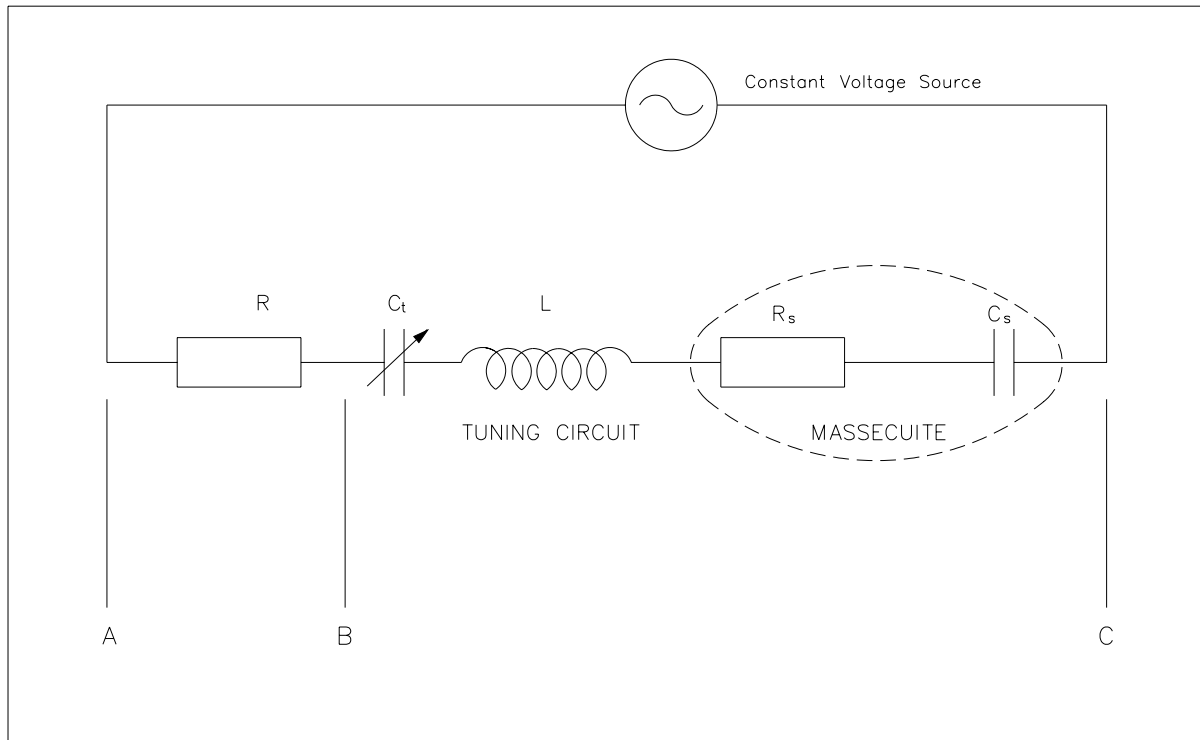 Constant Voltage Source
R
Ct
L
Rs
Cs
TUNING CIRCUIT
MASSECUITE
A
B
C